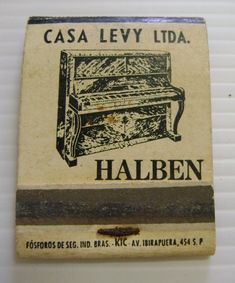 CASA LEVY LTDA.
HALBEN
FÓSFOROS DE SEG. IND. BRAS. -KIC- AV. IBIRAPUERA, 454 S. P